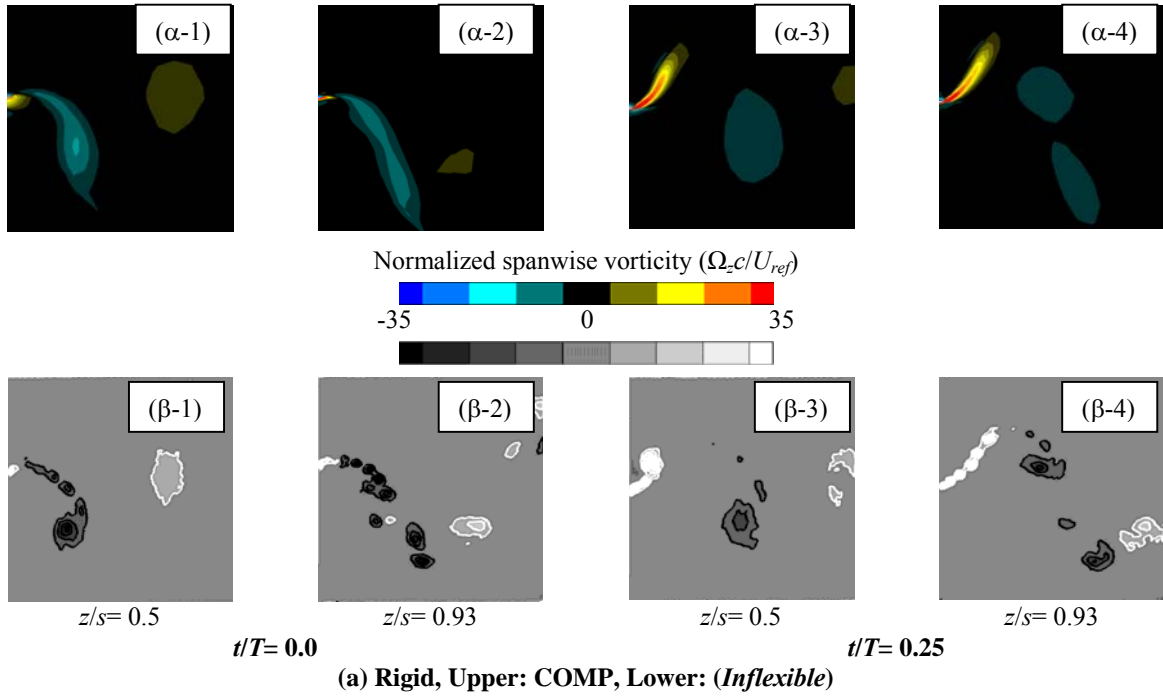 (α-1) (α-2) (α-3) (α-4)
Normalized spanwise vorticity (Ω_z c/U_ref)
-35 0 35
(β-1) (β-2) (β-3) (β-4)
z/s= 0.5 z/s= 0.93 z/s= 0.5 z/s= 0.93
t/T= 0.0 t/T= 0.25
(a) Rigid, Upper: COMP, Lower: (Inflexible)